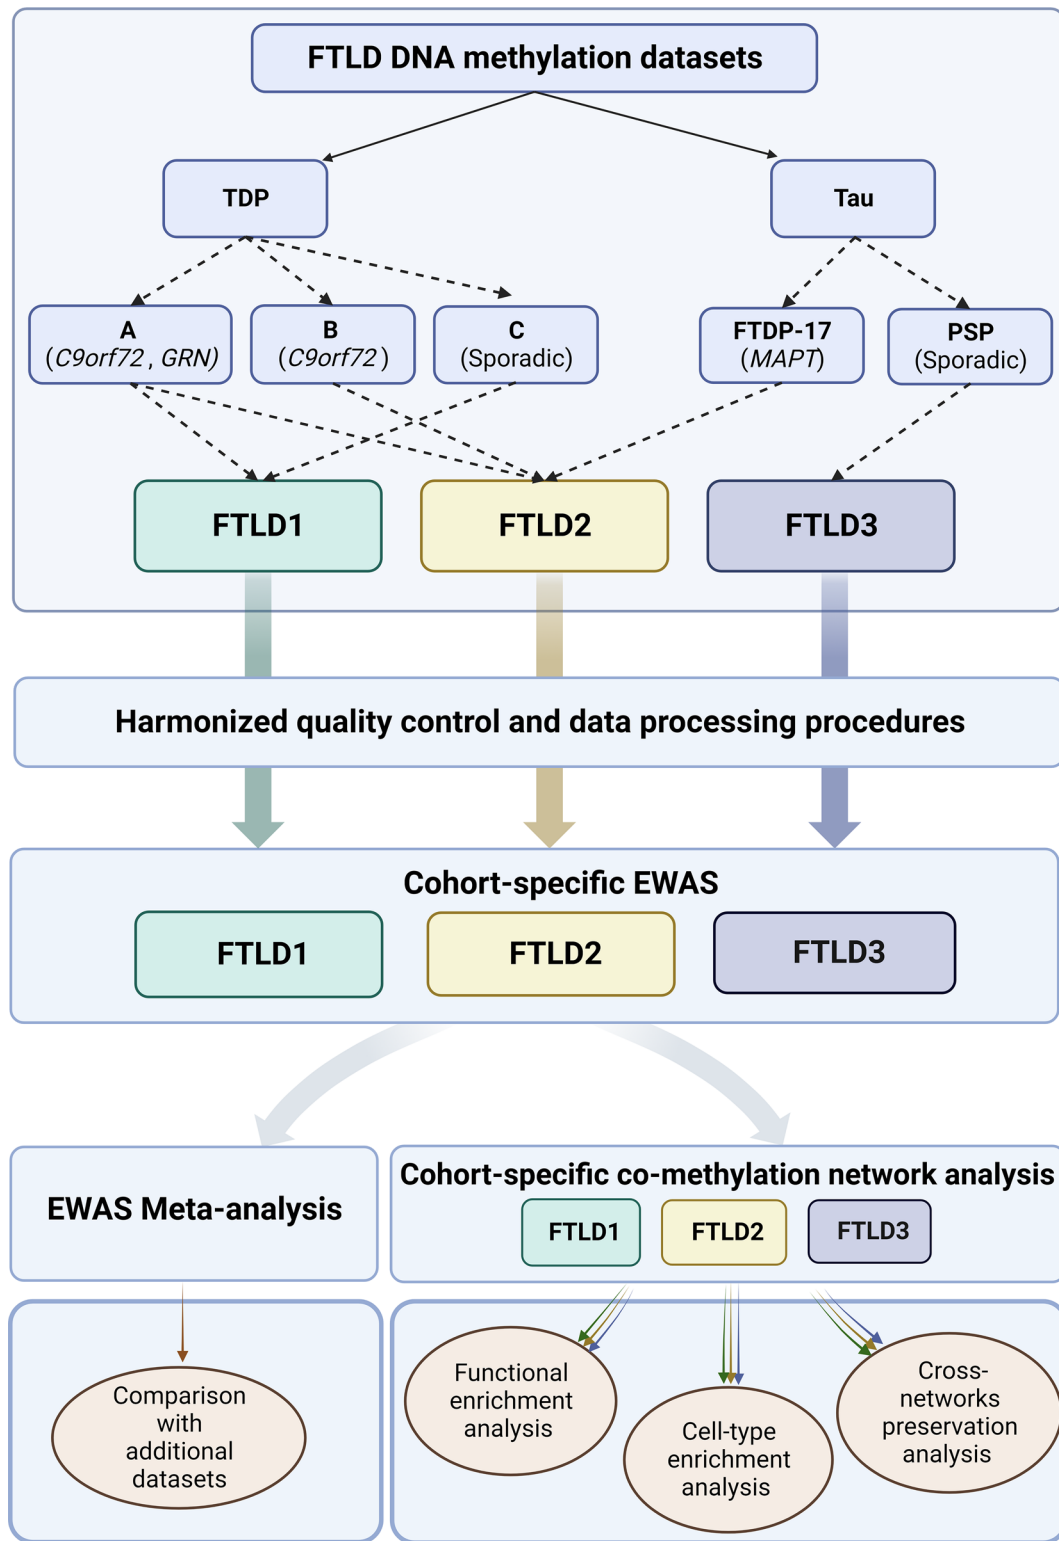 FTLD DNA methylation datasets
TDP
Tau
A
(C9orf72, GRN)
B
(C9orf72)
C
(Sporadic)
FTDP-17
(MAPT)
PSP
(Sporadic)
FTLD1
FTLD2
FTLD3
Harmonized quality control and data processing procedures
Cohort-specific EWAS
FTLD1
FTLD2
FTLD3
EWAS Meta-analysis
Cohort-specific co-methylation network analysis
FTLD1
FTLD2
FTLD3
Comparison
with
additional
datasets
Functional
enrichment
analysis
Cell-type
enrichment
analysis
Cross-
networks
preservation
analysis